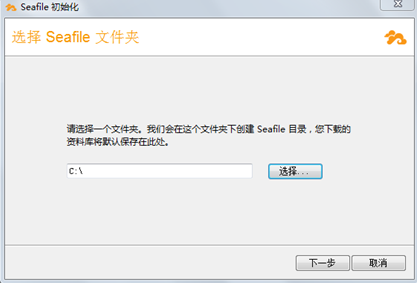 Seafile 初始化
选择 Seafile 文件夹
请选择一个文件夹。我们会在这个文件夹下创建 Seafile 目录，您下载的
资料库将默认保存在此处。
C:\
选择...
下一步
取消